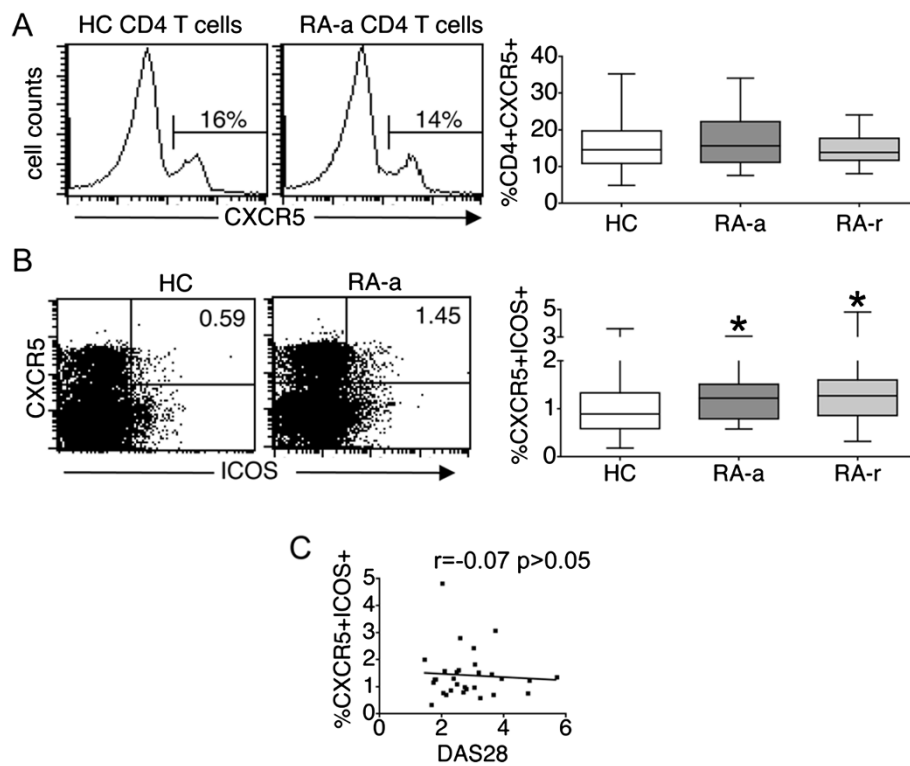 A
HC CD4 T cells
RA-a CD4 T cells
cell counts
16%
14%
CXCR5
%CD4+CXCR5+
40
30
20
10
0
HC
RA-a
RA-r
B
HC
RA-a
0.59
1.45
CXCR5
ICOS
%CXCR5+ICOS+
5
3
2
1
0
*
*
HC
RA-a
RA-r
C
r=-0.07 p>0.05
%CXCR5+ICOS+
5
4
3
2
1
0
0
2
4
6
DAS28